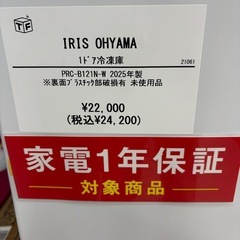 TF
IRIS OHYAMA
1ドア冷凍庫
21061
PRC-B121N-W 2025年製
※裏面プラスチック部破損有 未使用品
¥22,000
(税込¥24,200)
家電1年保証
対象商品